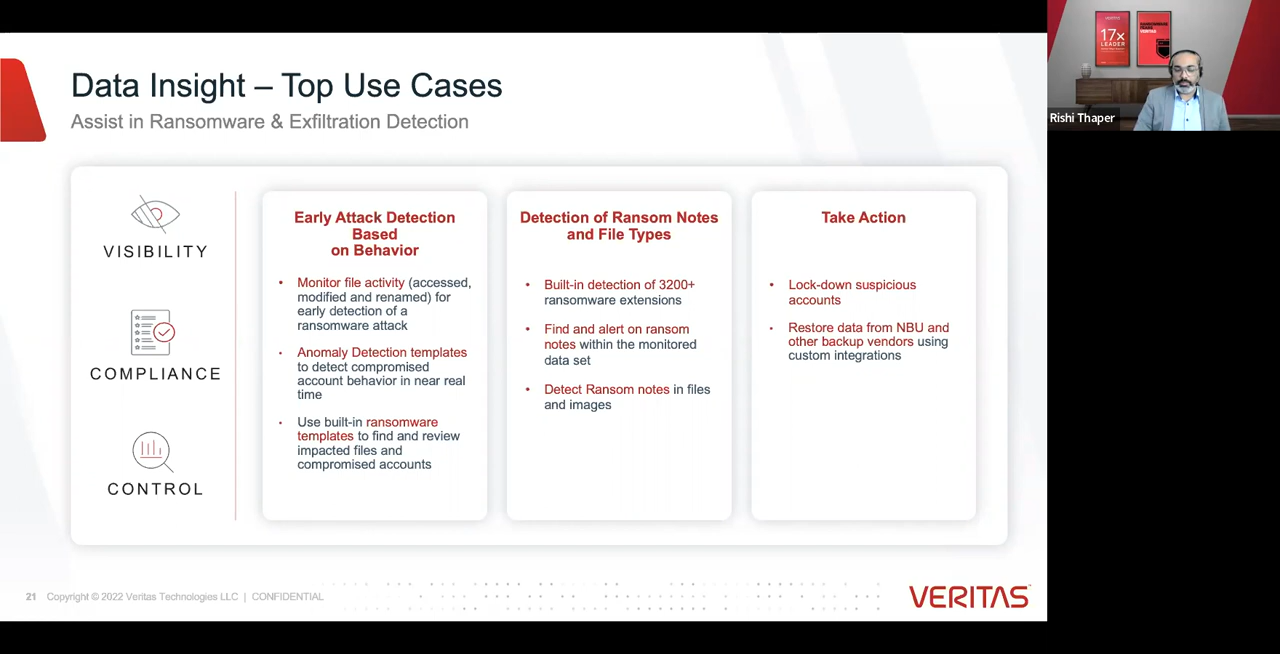 Data Insight – Top Use Cases
Assist in Ransomware & Exfiltration Detection
VISIBILITY
COMPLIANCE
CONTROL
Early Attack Detection
Based
on Behavior
• Monitor file activity (accessed,
modified and renamed) for
early detection of a
ransomware attack
• Anomaly Detection templates
to detect compromised
account behavior in near real
time
• Use built-in ransomware
templates to find and review
impacted files and
compromised accounts
Detection of Ransom Notes
and File Types
• Built-in detection of 3200+
ransomware extensions
• Find and alert on ransom
notes within the monitored
data set
• Detect Ransom notes in files
and images
Take Action
• Lock-down suspicious
accounts
• Restore data from NBU and
other backup vendors using
custom integrations
21 Copyright © 2022 Veritas Technologies LLC | CONFIDENTIAL
VERITAS
17x
LEADER
Rishi Thaper